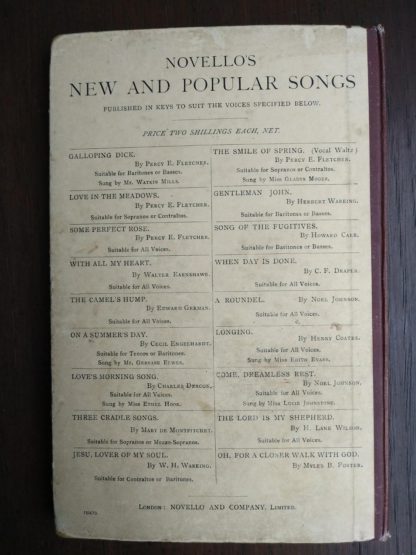 NOVELLO'S
NEW AND POPULAR SONGS
PUBLISHED IN KEYS TO SUIT THE VOICES SPECIFIED BELOW.
PRICE TWO SHILLINGS EACH, NET.
GALLOPING DICK.
By Percy E. Fletcher.
Suitable for Baritones or Basses.
Sung by Mr. Watkin Mills.
LOVE IN THE MEADOWS.
By Percy E. Fletcher.
Suitable for Sopranos or Contraltos.
SOME PERFECT ROSE.
By Percy E. Fletcher.
Suitable for All Voices.
WITH ALL MY HEART.
By Walter Earnshaw.
Suitable for All Voices.
THE CAMEL'S HUMP.
By Edward German.
Suitable for All Voices.
ON A SUMMER'S DAY.
By Cecil Engelhardt.
Suitable for Tenors or Baritones.
Sung by Mr. Gervase Elwes.
LOVE'S MORNING SONG.
By Charles Deacon.
Suitable for All Voices.
Sung by Miss Ethel Hook.
THREE CRADLE SONGS.
By Mary de Montpitchet.
Suitable for Sopranos or Mezzo-Sopranos.
JESU, LOVER OF MY SOUL.
By W. H. Wareing.
Suitable for Contraltos or Baritones.
THE SMILE OF SPRING. (Vocal Waltz)
By Percy E. Fletcher.
Suitable for Sopranos or Contraltos.
Sung by Miss Gladys Moger.
GENTLEMAN JOHN.
By Herbert Wareing.
Suitable for Baritones or Basses.
SONG OF THE FUGITIVES.
By Howard Carr.
Suitable for Baritones or Basses.
WHEN DAY IS DONE.
By C. F. Draper.
Suitable for All Voices.
A ROUNDEL. By Noel Johnson.
Suitable for All Voices.
LONGING.
By Henry Coates.
Suitable for All Voices.
Sung by Miss Edith Evans.
COME, DREAMLESS REST.
By Noel Johnson.
Suitable for All Voices.
Sung by Miss Lucie Johnstone.
THE LORD IS MY SHEPHERD.
By H. Lane Wilson.
Suitable for All Voices.
OH, FOR A CLOSER WALK WITH GOD.
By Myles B. Foster.
London: NOVELLO AND COMPANY, Limited.